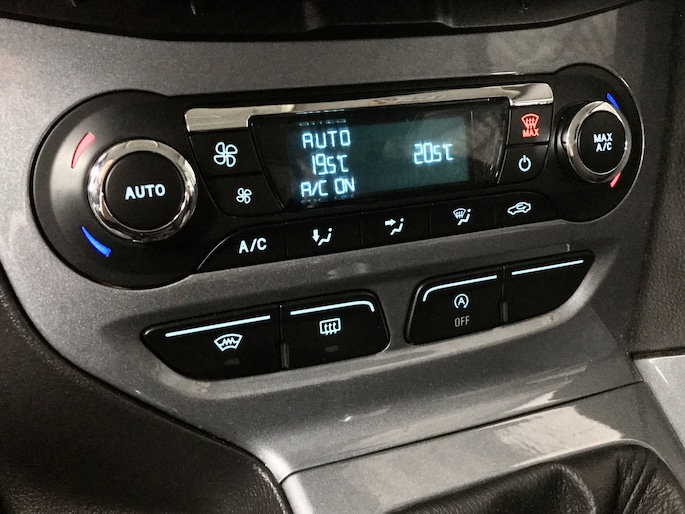 AUTO
19.5°C
20.5°C
A/C ON
AUTO
MAX
MAX
A/C
A/C
A
OFF